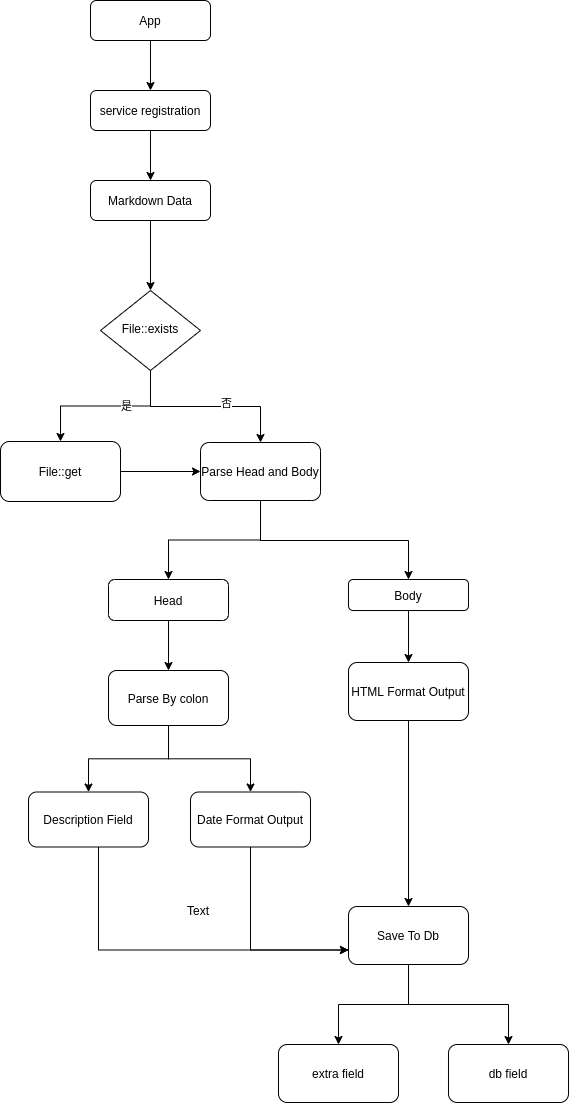 App
service registration
Markdown Data
File::exists
是
否
File::get
Parse Head and Body
Head
Body
Parse By colon
HTML Format Output
Description Field
Date Format Output
Text
Save To Db
extra field
db field